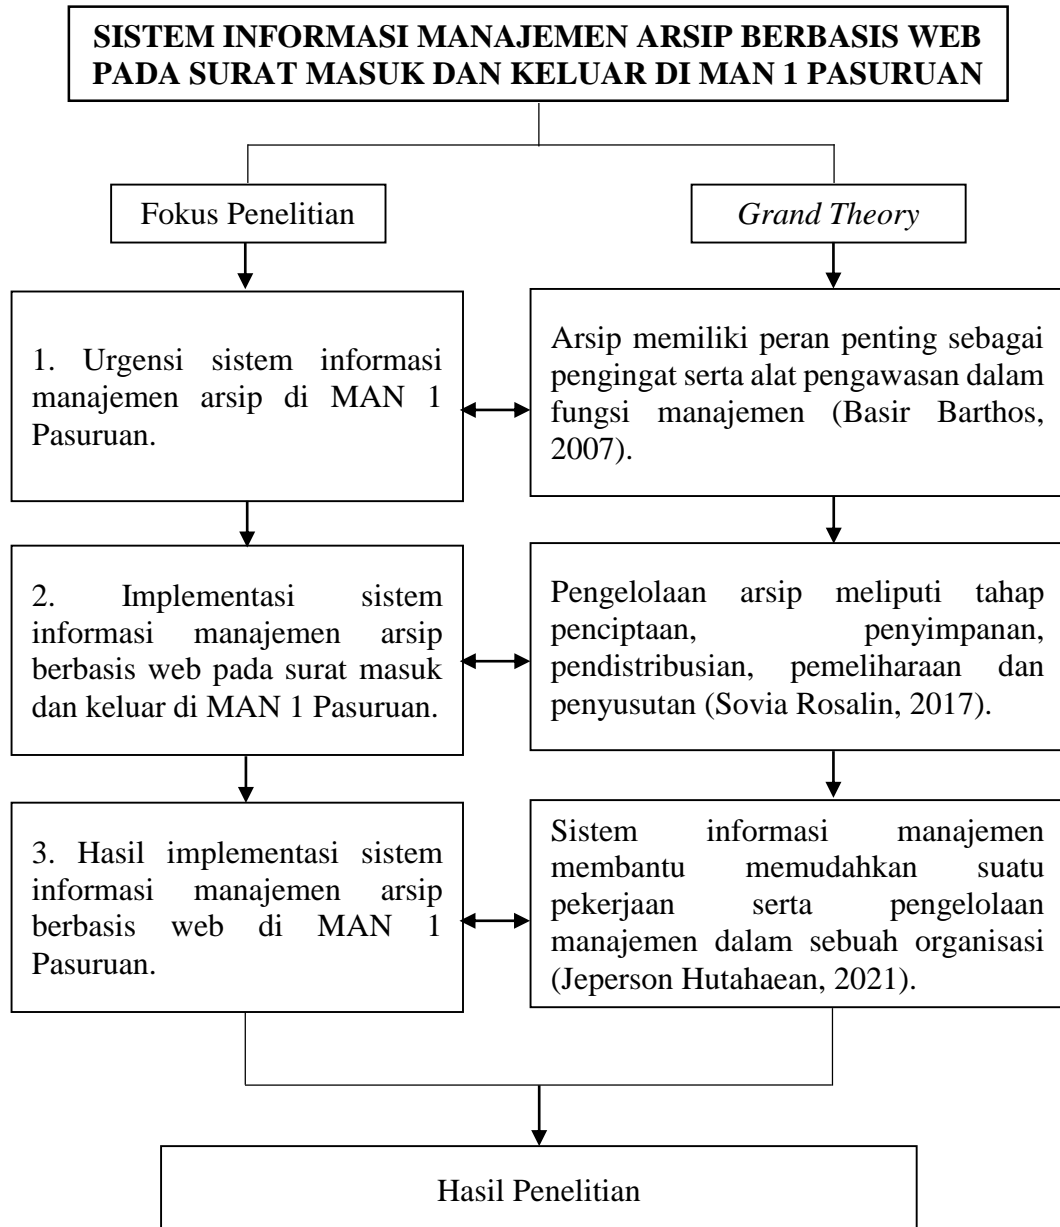 SISTEM INFORMASI MANAJEMEN ARSIP BERBASIS WEB
PADA SURAT MASUK DAN KELUAR DI MAN 1 PASURUAN
Fokus Penelitian
Grand Theory
1. Urgensi sistem informasi
manajemen arsip di MAN 1
Pasuruan.
Arsip memiliki peran penting sebagai
pengingat serta alat pengawasan dalam
fungsi manajemen (Basir Barthos,
2007).
2. Implementasi sistem
informasi manajemen arsip
berbasis web pada surat masuk
dan keluar di MAN 1 Pasuruan.
Pengelolaan arsip meliputi tahap
penciptaan, penyimpanan,
pendistribusian, pemeliharaan dan
penyusutan (Sovia Rosalin, 2017).
3. Hasil implementasi sistem
informasi manajemen arsip
berbasis web di MAN 1
Pasuruan.
Sistem informasi manajemen
membantu memudahkan suatu
pekerjaan serta pengelolaan
manajemen dalam sebuah organisasi
(Jeperson Hutahaean, 2021).
Hasil Penelitian